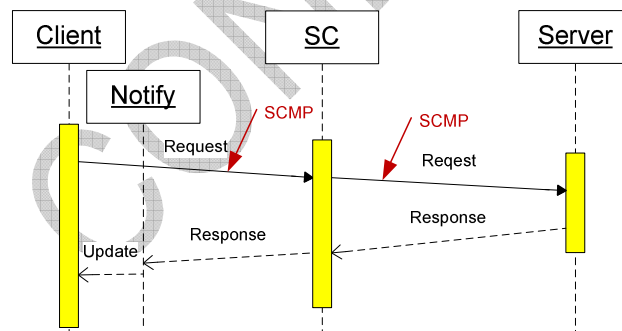 Client
SC
Server
Notify
SCMP
SCMP
Request
Reqest
Response
Response
Update